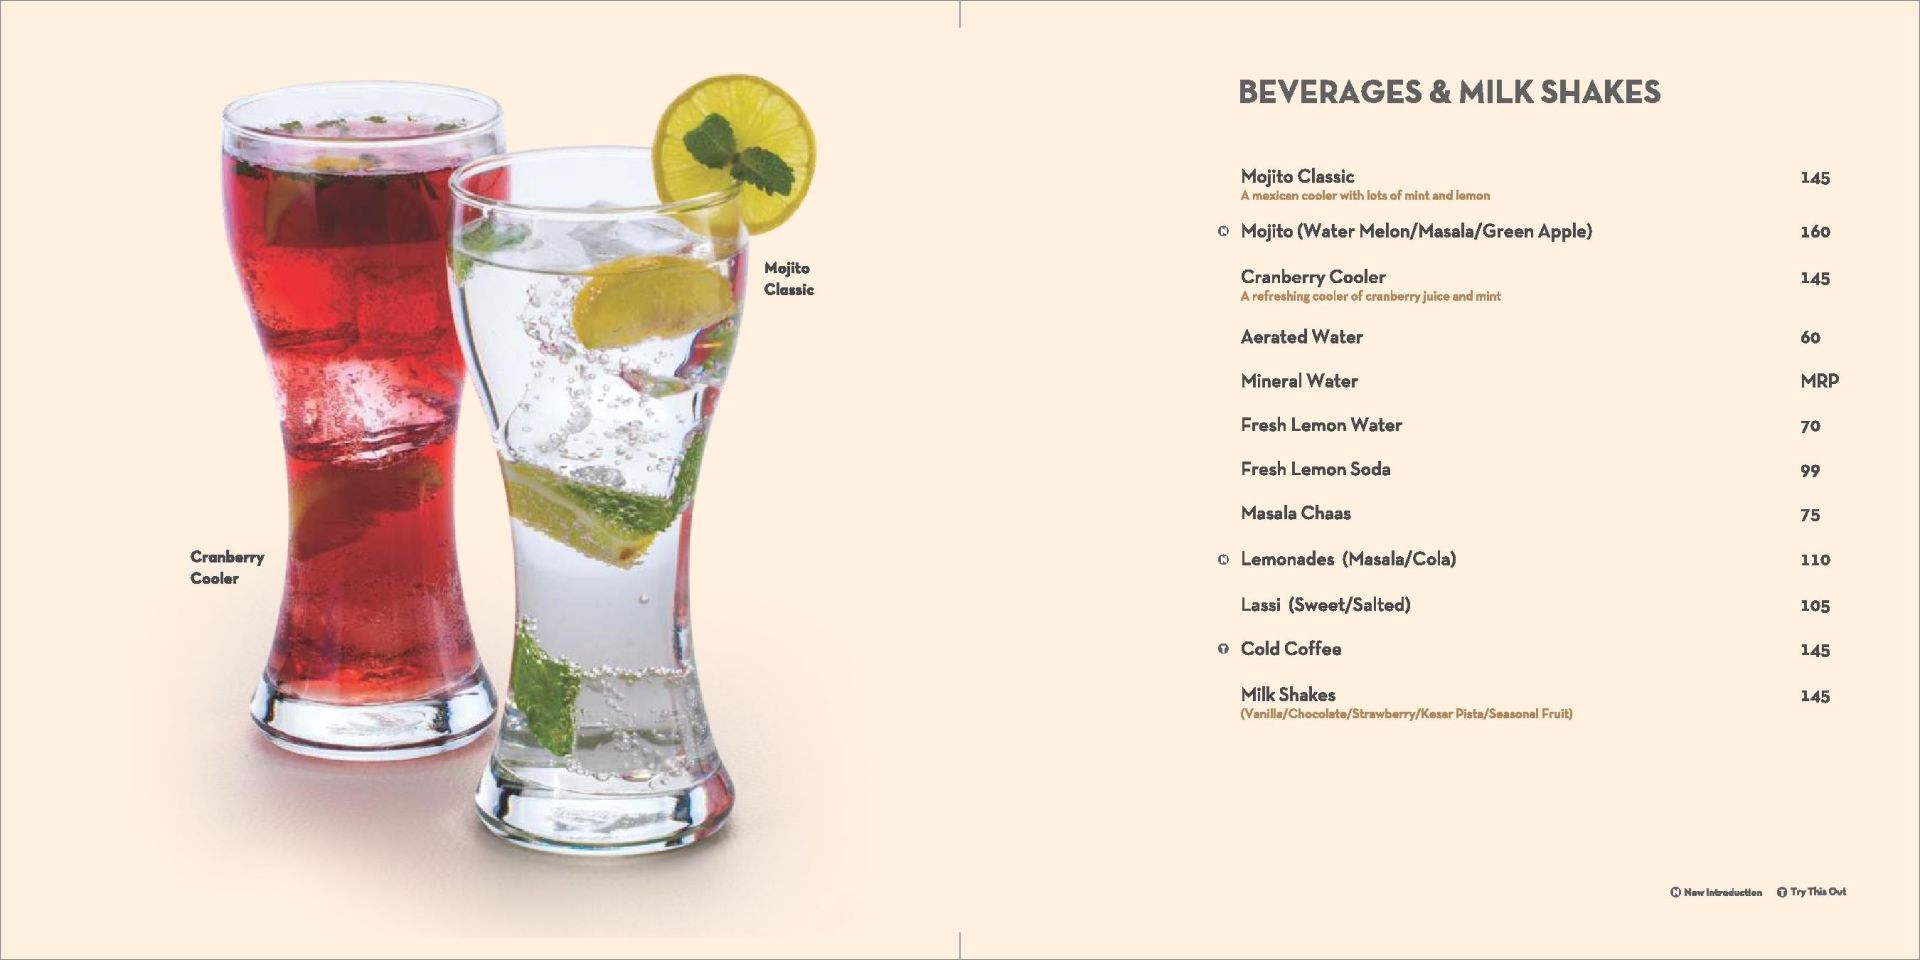 Mojito
Classic
Cranberry
Cooler
BEVERAGES & MILK SHAKES
Mojito Classic 145
A mexican cooler with lots of mint and lemon
N Mojito (Water Melon/Masala/Green Apple) 160
Cranberry Cooler 145
A refreshing cooler of cranberry juice and mint
Aerated Water 60
Mineral Water MRP
Fresh Lemon Water 70
Fresh Lemon Soda 99
Masala Chaas 75
N Lemonades (Masala/Cola) 110
Lassi (Sweet/Salted) 105
T Cold Coffee 145
Milk Shakes 145
(Vanilla/Chocolate/Strawberry/Kesar Pista/Seasonal Fruit)
N New Introduction T Try This Out